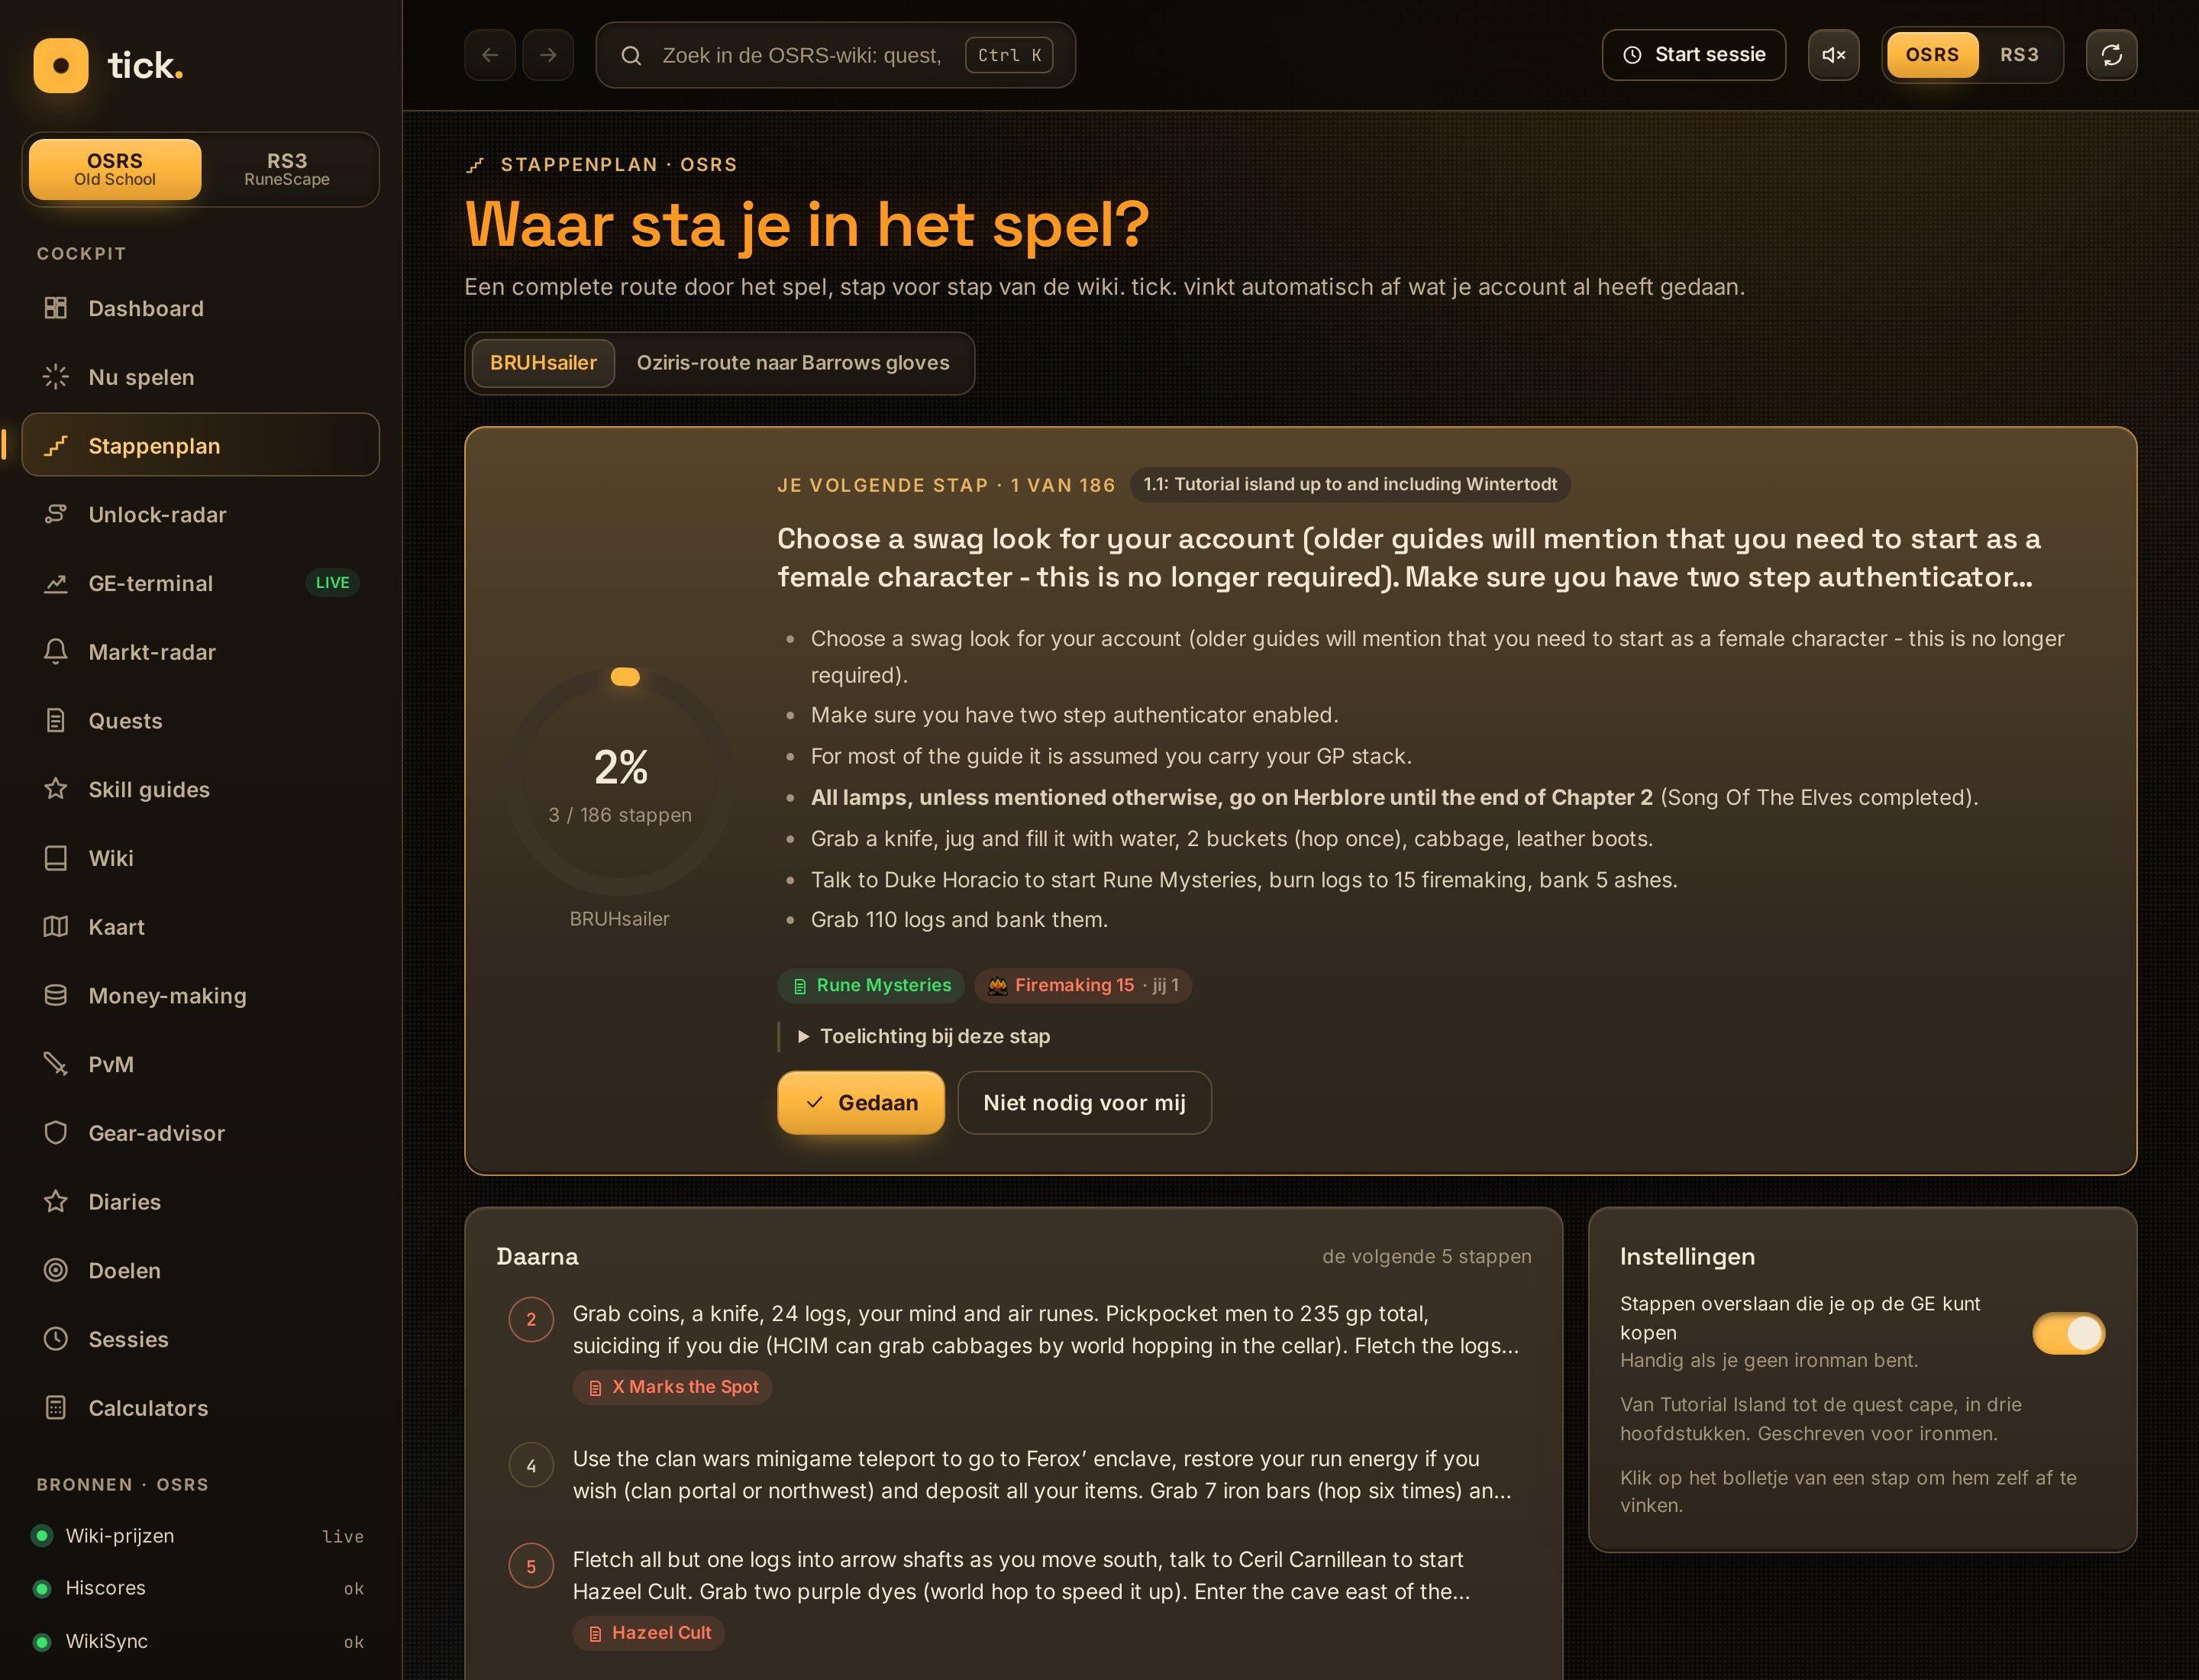 tick.
OSRS
Old School
RS3
RuneScape
COCKPIT
Dashboard
Nu spelen
Stappenplan
Unlock-radar
GE-terminal
LIVE
Markt-radar
Quests
Skill guides
Wiki
Kaart
Money-making
PvM
Gear-advisor
Diaries
Doelen
Sessies
Calculators
BRONNEN · OSRS
Wiki-prijzen live
Hiscores ok
WikiSync ok
Zoek in de OSRS-wiki: quest,
Ctrl K
Start sessie
OSRS
RS3
STAPPENPLAN · OSRS
Waar sta je in het spel?
Een complete route door het spel, stap voor stap van de wiki. tick. vinkt automatisch af wat je account al heeft gedaan.
BRUHsailer
Oziris-route naar Barrows gloves
2%
3 / 186 stappen
BRUHsailer
JE VOLGENDE STAP · 1 VAN 186
1.1: Tutorial island up to and including Wintertodt
Choose a swag look for your account (older guides will mention that you need to start as a
female character - this is no longer required). Make sure you have two step authenticator...
Choose a swag look for your account (older guides will mention that you need to start as a female character - this is no longer
required).
Make sure you have two step authenticator enabled.
For most of the guide it is assumed you carry your GP stack.
All lamps, unless mentioned otherwise, go on Herblore until the end of Chapter 2 (Song Of The Elves completed).
Grab a knife, jug and fill it with water, 2 buckets (hop once), cabbage, leather boots.
Talk to Duke Horacio to start Rune Mysteries, burn logs to 15 firemaking, bank 5 ashes.
Grab 110 logs and bank them.
Rune Mysteries
Firemaking 15 · jij 1
Toelichting bij deze stap
Gedaan
Niet nodig voor mij
Daarna
de volgende 5 stappen
2
Grab coins, a knife, 24 logs, your mind and air runes. Pickpocket men to 235 gp total,
suiciding if you die (HCIM can grab cabbages by world hopping in the cellar). Fletch the logs...
X Marks the Spot
4
Use the clan wars minigame teleport to go to Ferox’ enclave, restore your run energy if you
wish (clan portal or northwest) and deposit all your items. Grab 7 iron bars (hop six times) an...
5
Fletch all but one logs into arrow shafts as you move south, talk to Ceril Carnillean to start
Hazeel Cult. Grab two purple dyes (world hop to speed it up). Enter the cave east of the...
Hazeel Cult
Instellingen
Stappen overslaan die je op de GE kunt
kopen
Handig als je geen ironman bent.
Van Tutorial Island tot de quest cape, in drie
hoofdstukken. Geschreven voor ironmen.
Klik op het bolletje van een stap om hem zelf af te
vinken.